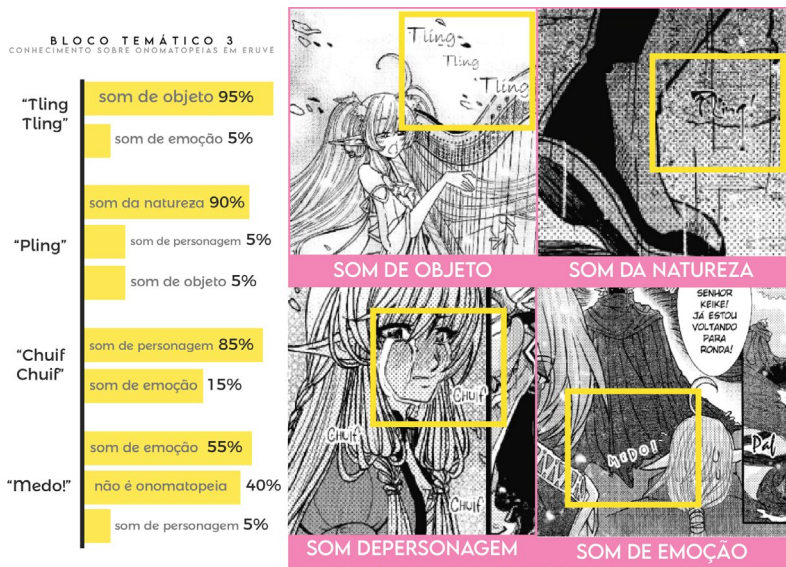 BLOCO TEMÁTICO 3
CONHECIMENTO SOBRE ONOMATOPEIAS EM ERUVÊ
“Tling
Tling”
som de objeto 95%
som de emoção 5%
“Pling”
som da natureza 90%
som de personagem 5%
som de objeto 5%
“Chuif
Chuif”
som de personagem 85%
som de emoção 15%
“Medo!”
som de emoção 55%
não é onomatopeia 40%
som de personagem 5%
Tling
Tling
Tling
SOM DE OBJETO
Pling!
SOM DA NATUREZA
CHUIF
CHUIF
CHUIF
SOM DEPERSONAGEM
SENHOR
KEIKE!
JÁ ESTOU
VOLTANDO
PARA
RONDA!
MEDO!
Paf
SOM DE EMOÇÃO